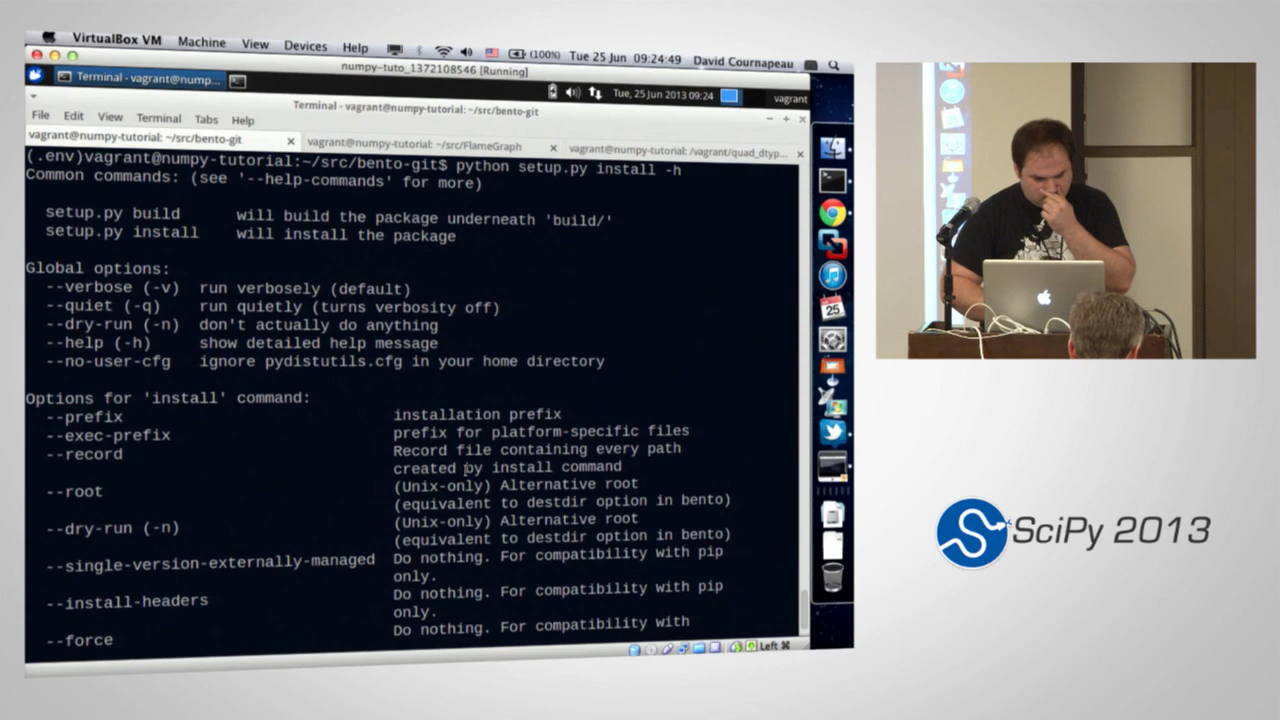 VirtualBox VM Machine View Devices Help (100%) Tue 25 Jun 09:24:49 David Cournapeau
numpy-tuto_1372108546 [Running]
Terminal - vagrant@nump... Tue, 25 Jun 2013 09:24 vagrant
Terminal - vagrant@numpy-tutorial: ~/src/bento-git
File Edit View Terminal Tabs Help
vagrant@numpy-tutorial: ~/src/bento-git vagrant@numpy-tutorial: ~/src/FlameGraph vagrant@numpy-tutorial: /vagrant/quad_dtyp...
(.env)vagrant@numpy-tutorial:~/src/bento-git$ python setup.py install -h
Common commands: (see '--help-commands' for more)
setup.py build will build the package underneath 'build/'
setup.py install will install the package
Global options:
--verbose (-v) run verbosely (default)
--quiet (-q) run quietly (turns verbosity off)
--dry-run (-n) don't actually do anything
--help (-h) show detailed help message
--no-user-cfg ignore pydistutils.cfg in your home directory
Options for 'install' command:
--prefix installation prefix
--exec-prefix prefix for platform-specific files
--record Record file containing every path
created by install command
--root (Unix-only) Alternative root
(equivalent to destdir option in bento)
--dry-run (-n) (Unix-only) Alternative root
(equivalent to destdir option in bento)
--single-version-externally-managed Do nothing. For compatibility with pip
only.
--install-headers Do nothing. For compatibility with pip
only.
--force Do nothing. For compatibility with
Left ⌘
25
SciPy 2013